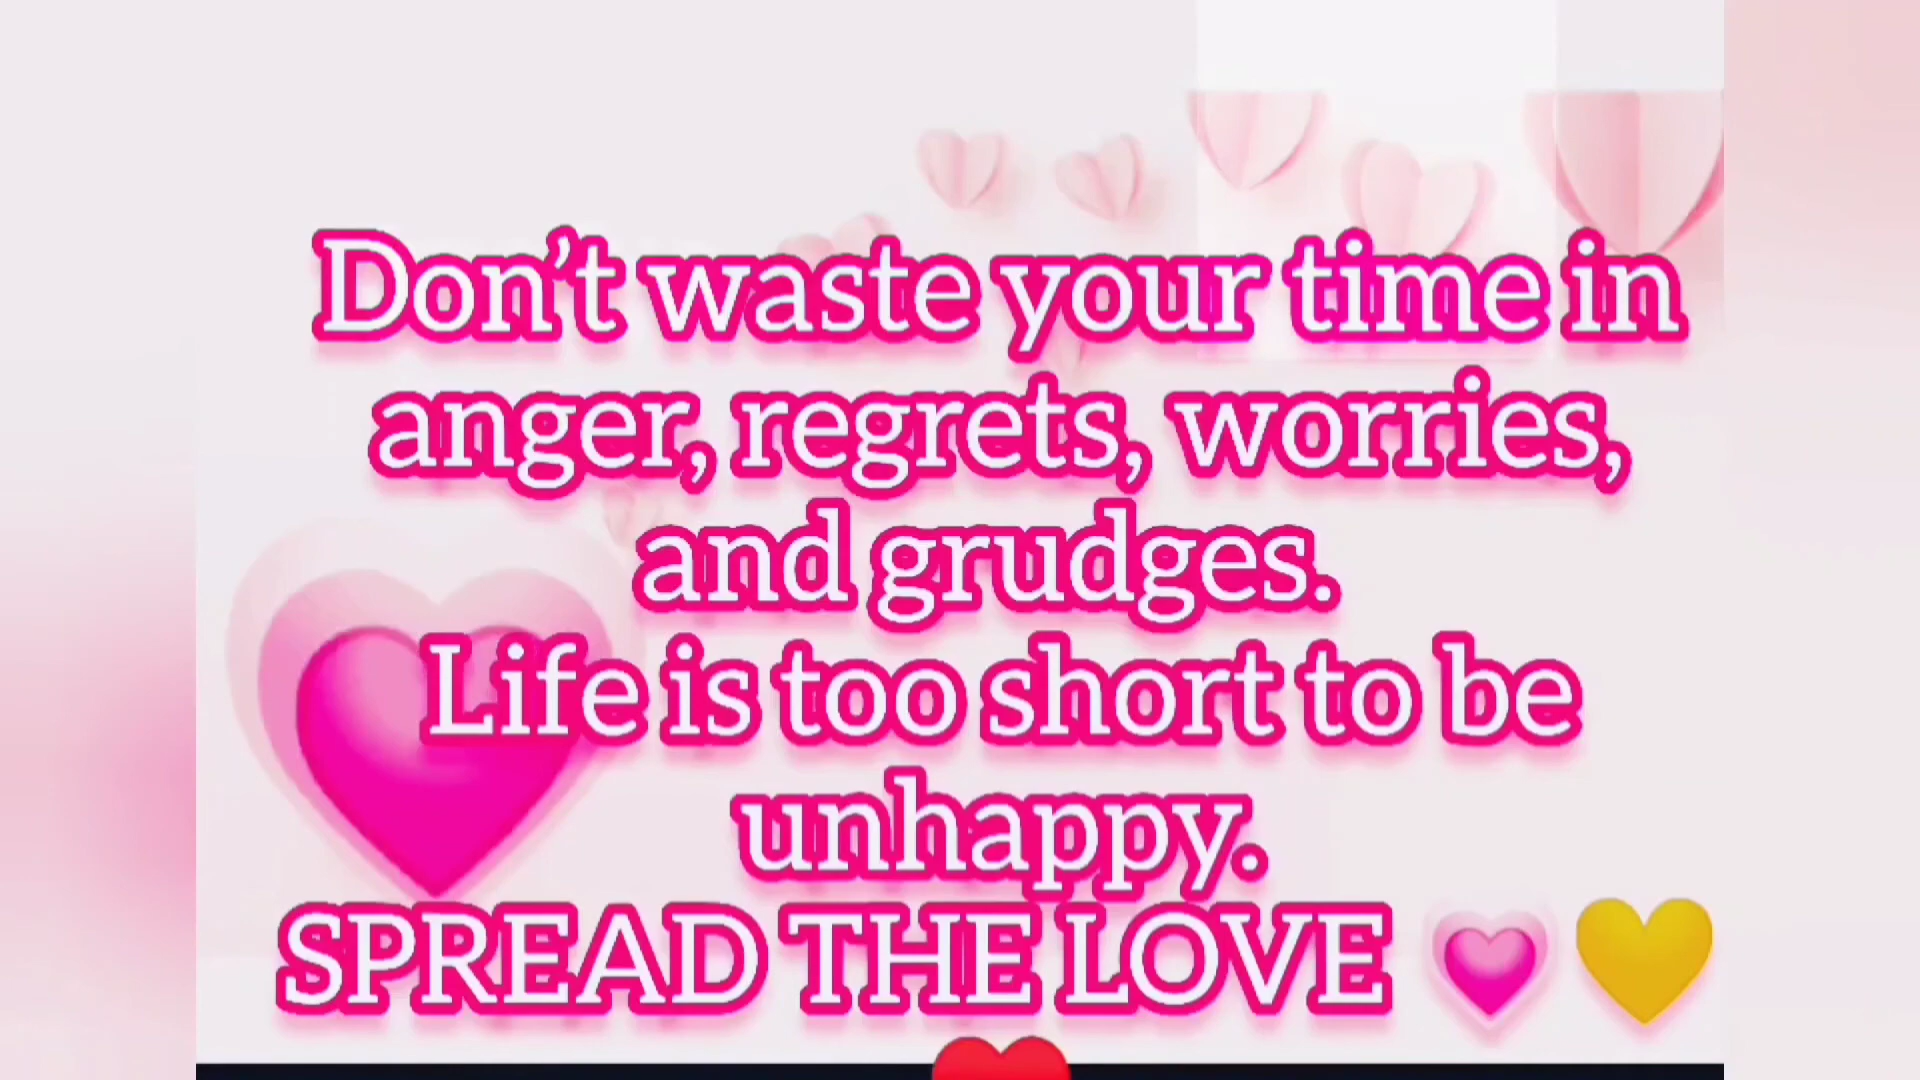 Don't waste your time in
anger, regrets, worries,
and grudges.
Life is too short to be
unhappy.
SPREAD THE LOVE 💗💛